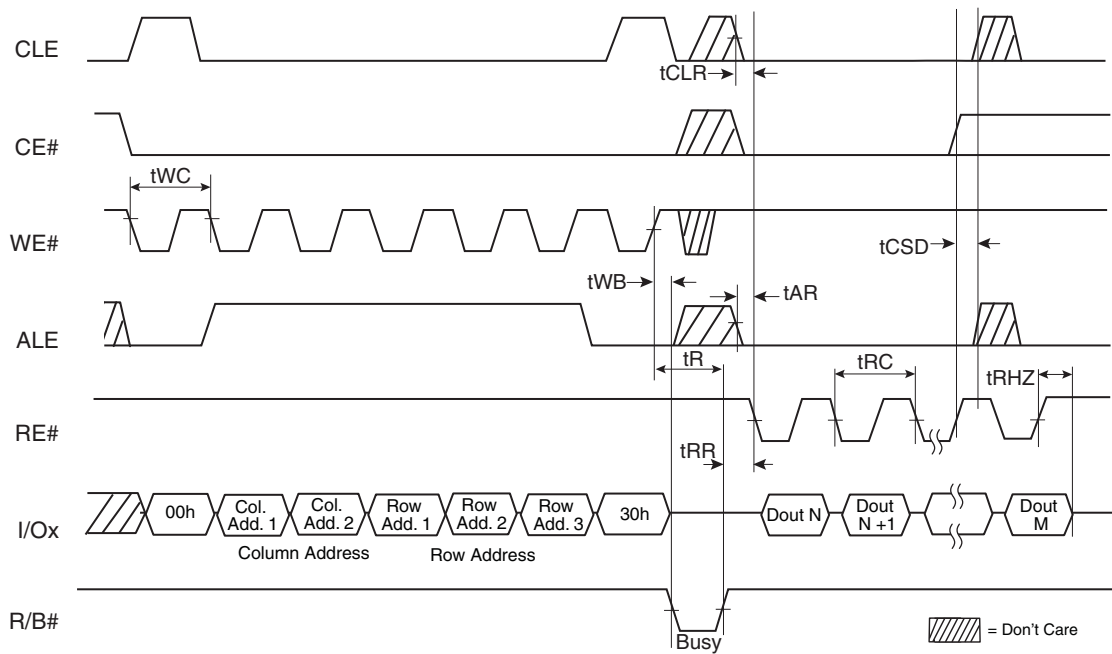 CLE
tCLR
CE#
tWC
WE#
tCSD
tWB
tAR
ALE
tR
tRC
tRHZ
RE#
tRR
I/Ox
00h
Col.
Add. 1
Col.
Add. 2
Row
Add. 1
Row
Add. 2
Row
Add. 3
30h
Dout N
Dout
N +1
Dout
M
Column Address
Row Address
R/B#
Busy
= Don't Care